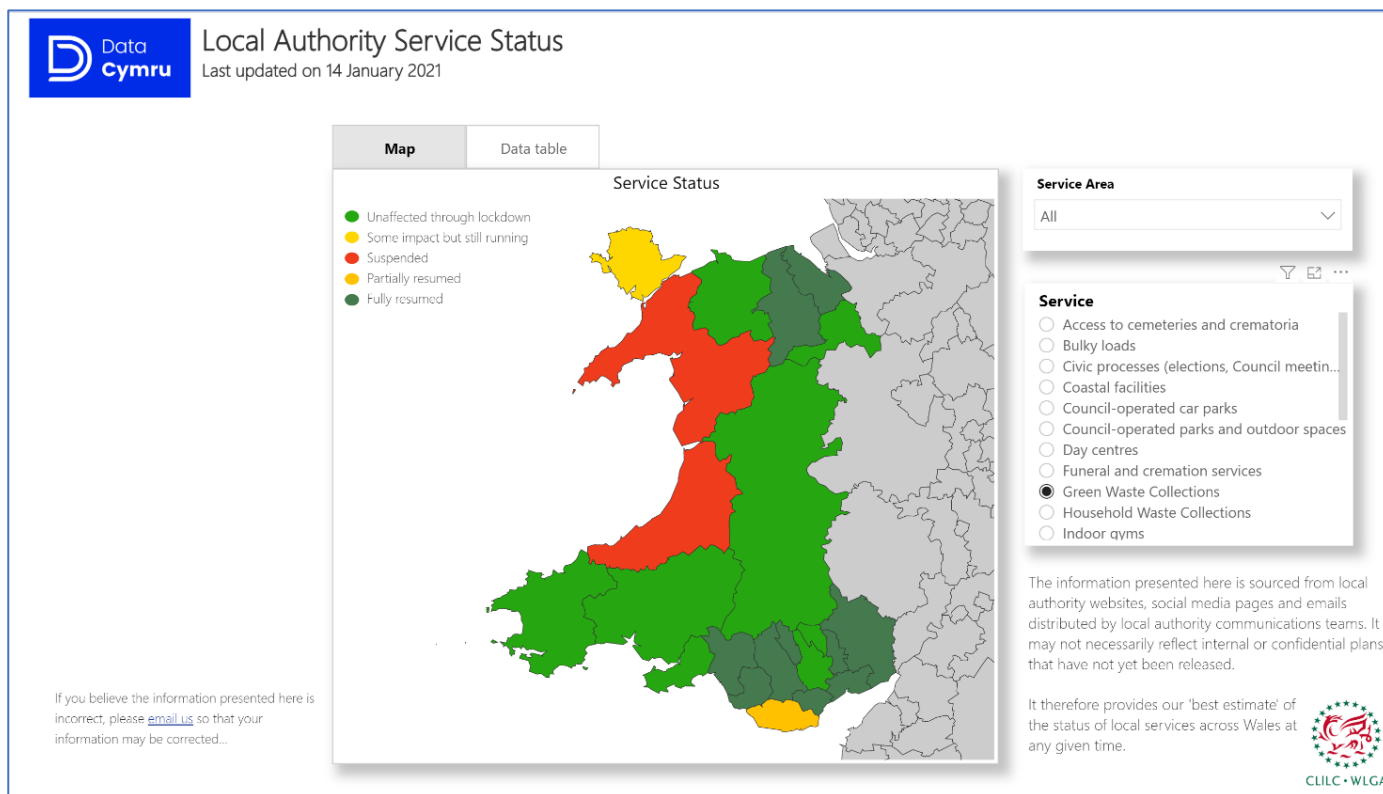 Data
Cymru
Local Authority Service Status
Last updated on 14 January 2021
Map
Data table
Service Status
Unaffected through lockdown
Some impact but still running
Suspended
Partially resumed
Fully resumed
Service Area
All
Service
Access to cemeteries and crematoria
Bulky loads
Civic processes (elections, Council meetin...
Coastal facilities
Council-operated car parks
Council-operated parks and outdoor spaces
Day centres
Funeral and cremation services
Green Waste Collections
Household Waste Collections
Indoor gyms
The information presented here is sourced from local
authority websites, social media pages and emails
distributed by local authority communications teams. It
may not necessarily reflect internal or confidential plans
that have not yet been released.
It therefore provides our 'best estimate' of
the status of local services across Wales at
any given time.
If you believe the information presented here is
incorrect, please email us so that your
information may be corrected...
CLILC • WLGA